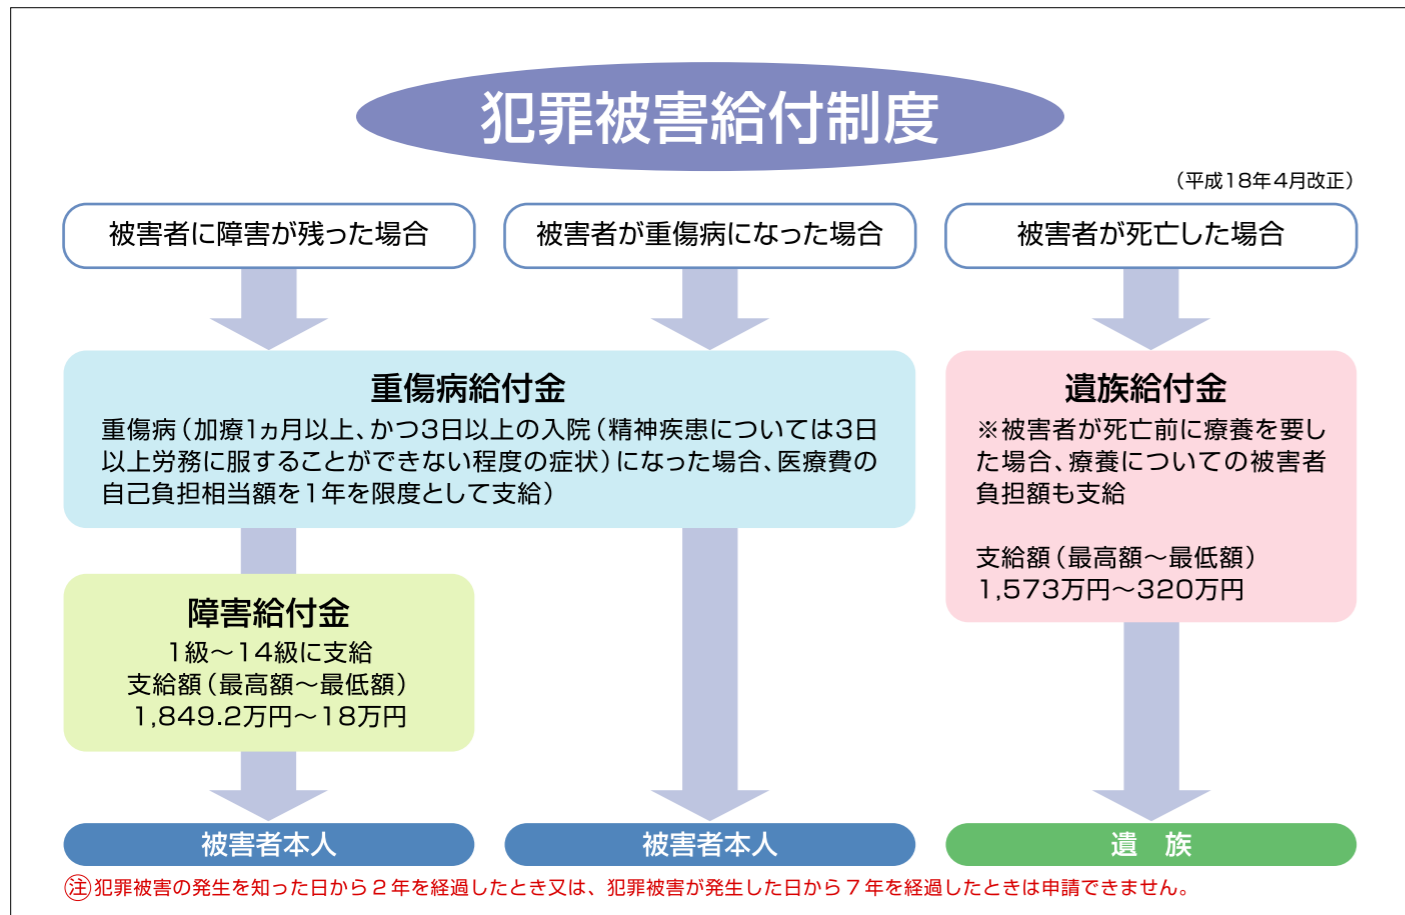 犯罪被害給付制度
（平成18年4月改正）
被害者に障害が残った場合
被害者が重傷病になった場合
被害者が死亡した場合
重傷病給付金
重傷病（加療1ヵ月以上、かつ3日以上の入院（精神疾患については3日
以上労務に服することができない程度の症状）になった場合、医療費の
自己負担相当額を1年を限度として支給）
遺族給付金
※被害者が死亡前に療養を要し
た場合、療養についての被害者
負担額も支給
支給額（最高額〜最低額）
1,573万円〜320万円
障害給付金
1級〜14級に支給
支給額（最高額〜最低額）
1,849.2万円〜18万円
被害者本人
被害者本人
遺　族
㊟犯罪被害の発生を知った日から２年を経過したとき又は、犯罪被害が発生した日から７年を経過したときは申請できません。